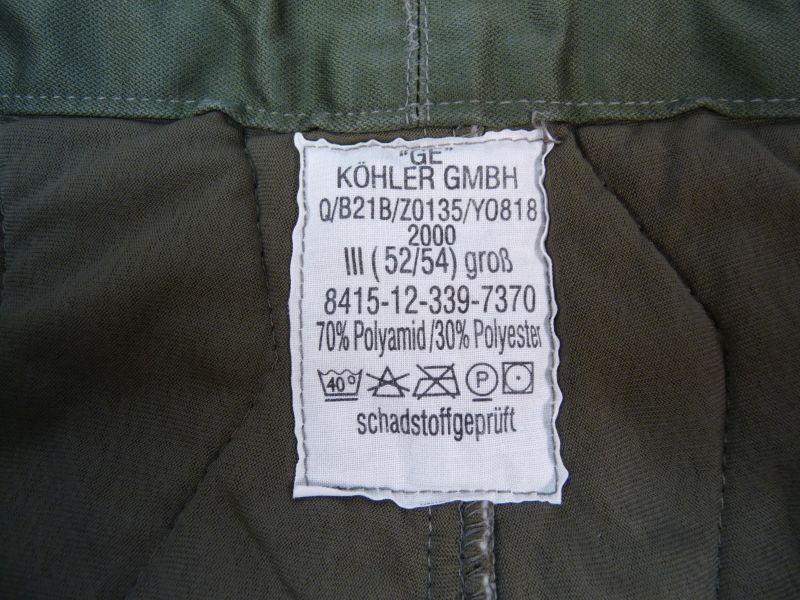 "GE"
KÖHLER GMBH
Q/B21B/Z0135/Y0818
2000
III (52/54) groß
8415-12-339-7370
70% Polyamid/30% Polyester
40° P
schadstoffgeprüft